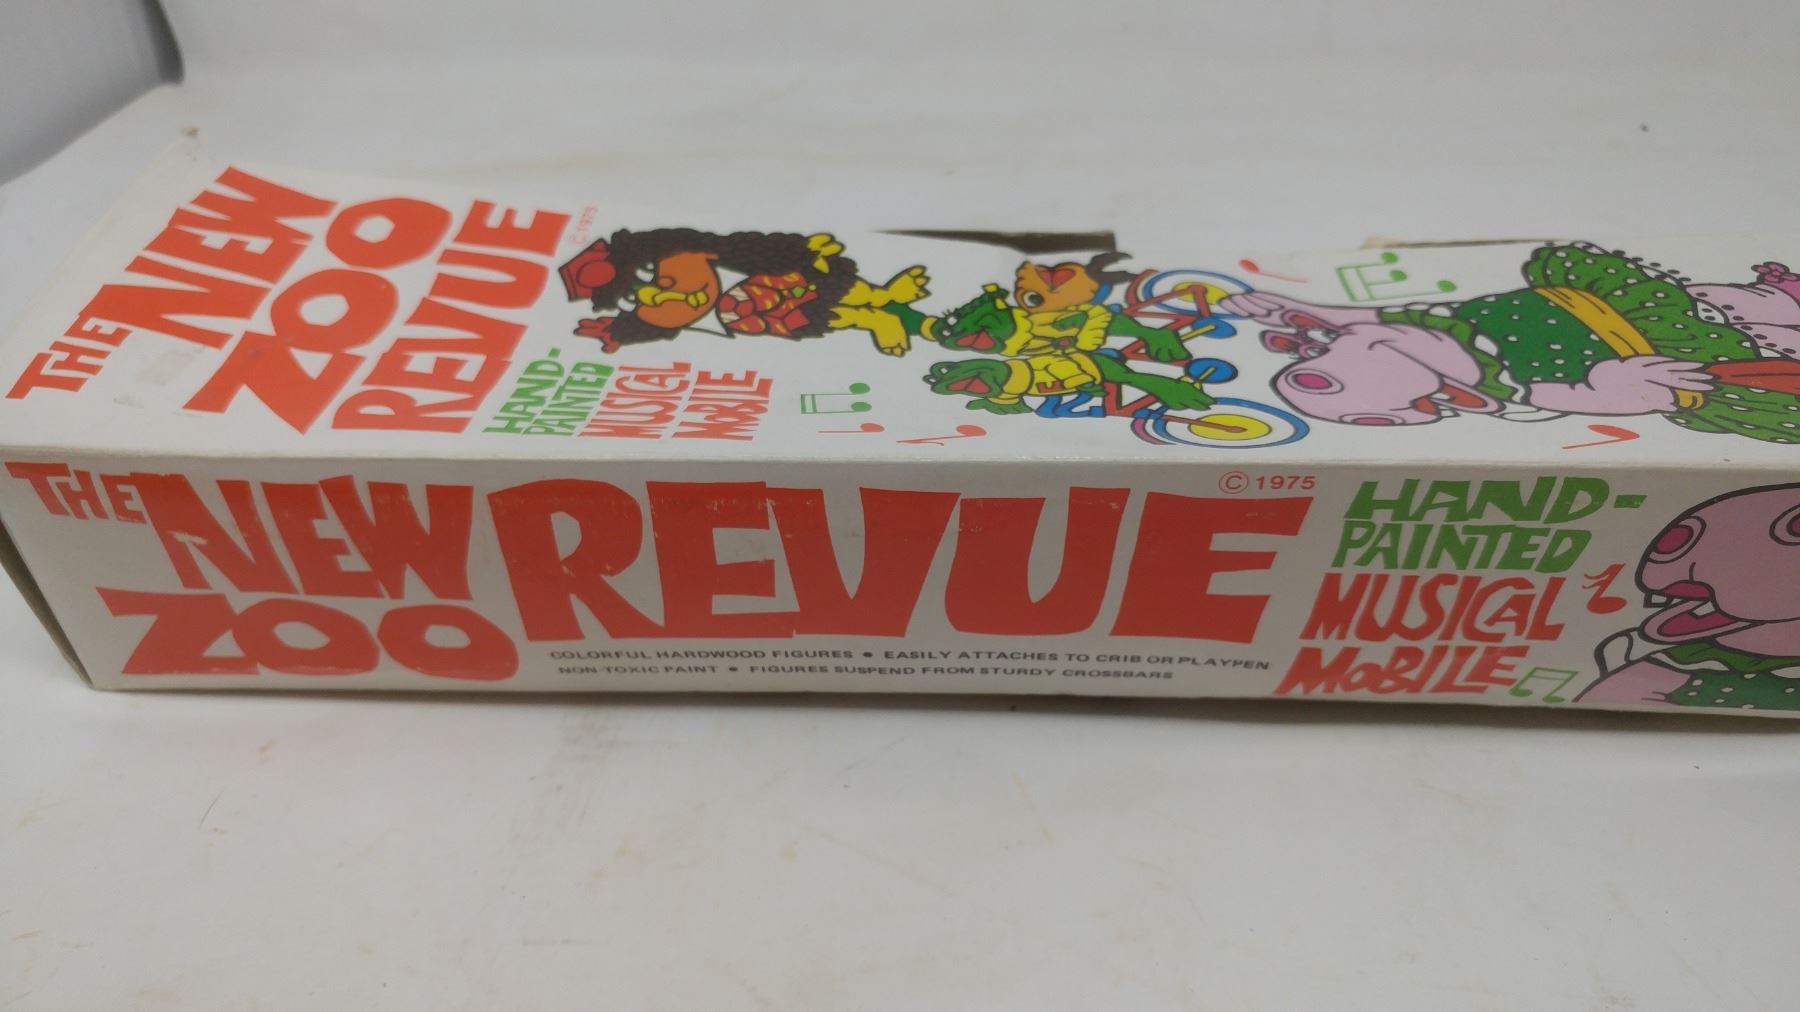 THE
NEW
ZOO
REVUE
© 1975
HAND-
PAINTED
MUSICAL
MOBILE
THE NEW
ZOO
REVUE
© 1975
COLORFUL HARDWOOD FIGURES • EASILY ATTACHES TO CRIB OR PLAYPEN
NON-TOXIC PAINT • FIGURES SUSPEND FROM STURDY CROSSBARS
HAND-
PAINTED
MUSICAL
MOBILE